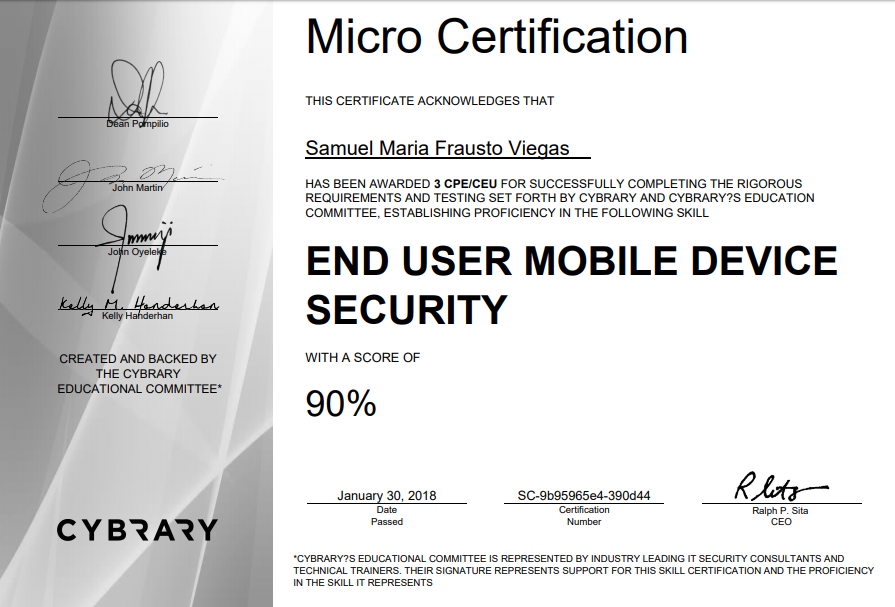 Micro Certification
THIS CERTIFICATE ACKNOWLEDGES THAT
Samuel Maria Frausto Viegas
HAS BEEN AWARDED 3 CPE/CEU FOR SUCCESSFULLY COMPLETING THE RIGOROUS
REQUIREMENTS AND TESTING SET FORTH BY CYBRARY AND CYBRARY?S EDUCATION
COMMITTEE, ESTABLISHING PROFICIENCY IN THE FOLLOWING SKILL
END USER MOBILE DEVICE
SECURITY
WITH A SCORE OF
90%
January 30, 2018
Date
Passed
SC-9b95965e4-390d44
Certification
Number
Ralph P. Sita
CEO
*CYBRARY?S EDUCATIONAL COMMITTEE IS REPRESENTED BY INDUSTRY LEADING IT SECURITY CONSULTANTS AND
TECHNICAL TRAINERS. THEIR SIGNATURE REPRESENTS SUPPORT FOR THIS SKILL CERTIFICATION AND THE PROFICIENCY
IN THE SKILL IT REPRESENTS
Dean Pompilio
John Martin
John Oyeleke
Kelly M. Handerhan
Kelly Handerhan
CREATED AND BACKED BY
THE CYBRARY
EDUCATIONAL COMMITTEE*
CYBRARY